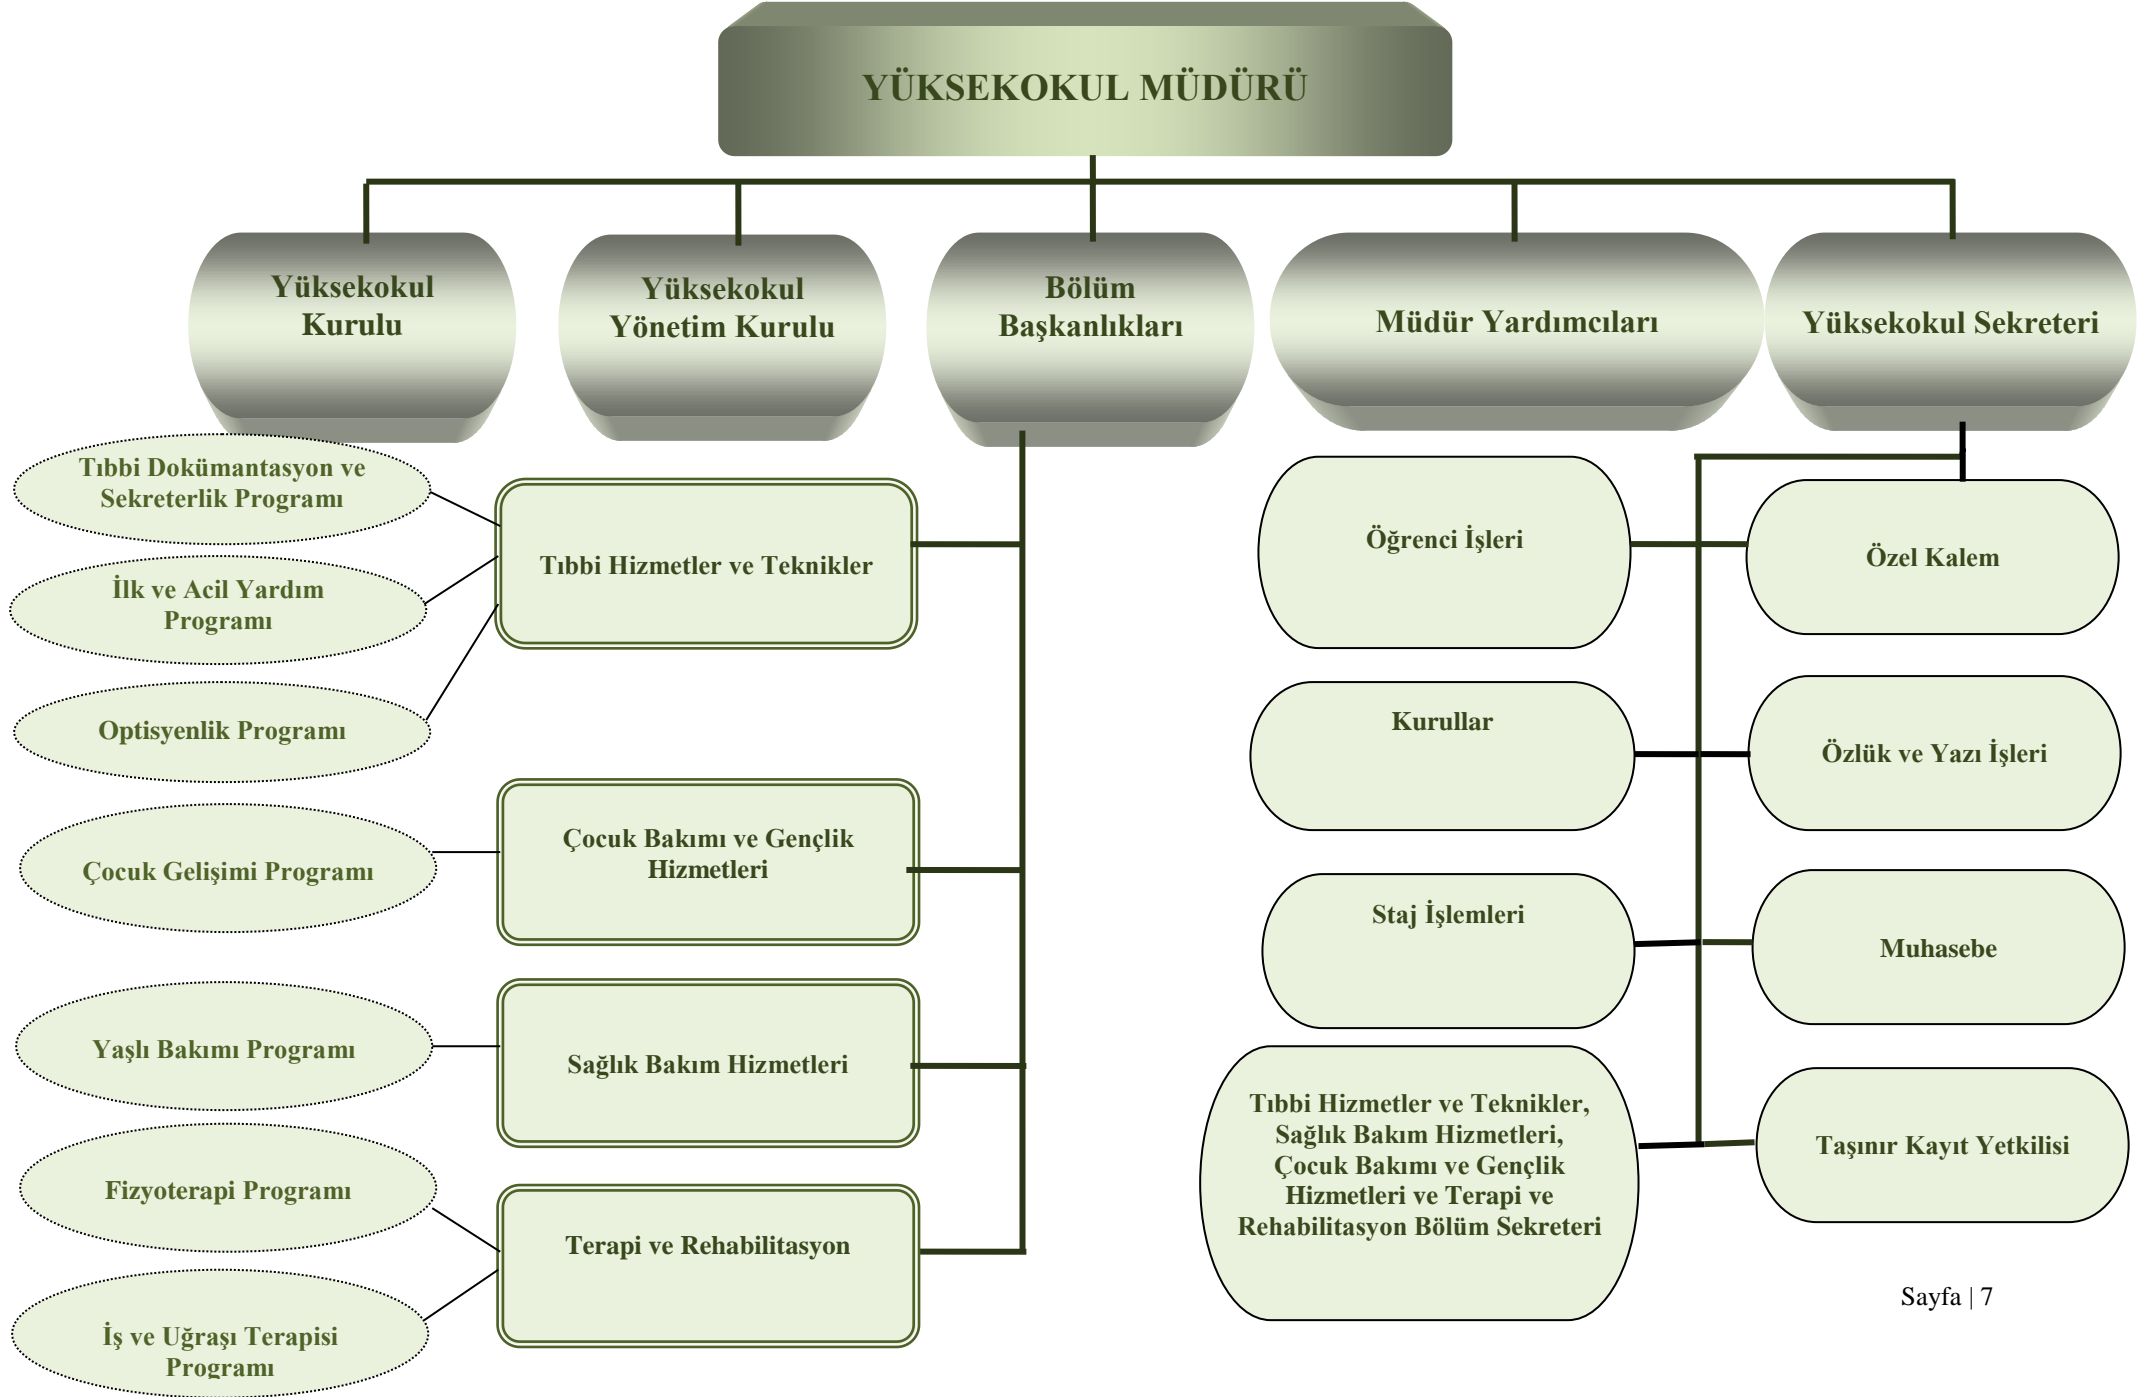 YÜKSEKOKUL MÜDÜRÜ
Yüksekokul
Kurulu
Yüksekokul
Yönetim Kurulu
Bölüm
Başkanlıkları
Müdür Yardımcıları
Yüksekokul Sekreteri
Tıbbi Dokümantasyon ve
Sekreterlik Programı
İlk ve Acil Yardım
Programı
Optisyenlik Programı
Çocuk Gelişimi Programı
Yaşlı Bakımı Programı
Fizyoterapi Programı
İş ve Uğraşı Terapisi
Programı
Tıbbi Hizmetler ve Teknikler
Çocuk Bakımı ve Gençlik
Hizmetleri
Sağlık Bakım Hizmetleri
Terapi ve Rehabilitasyon
Öğrenci İşleri
Kurullar
Staj İşlemleri
Tıbbi Hizmetler ve Teknikler,
Sağlık Bakım Hizmetleri,
Çocuk Bakımı ve Gençlik
Hizmetleri ve Terapi ve
Rehabilitasyon Bölüm Sekreteri
Özel Kalem
Özlük ve Yazı İşleri
Muhasebe
Taşınır Kayıt Yetkilisi
Sayfa | 7